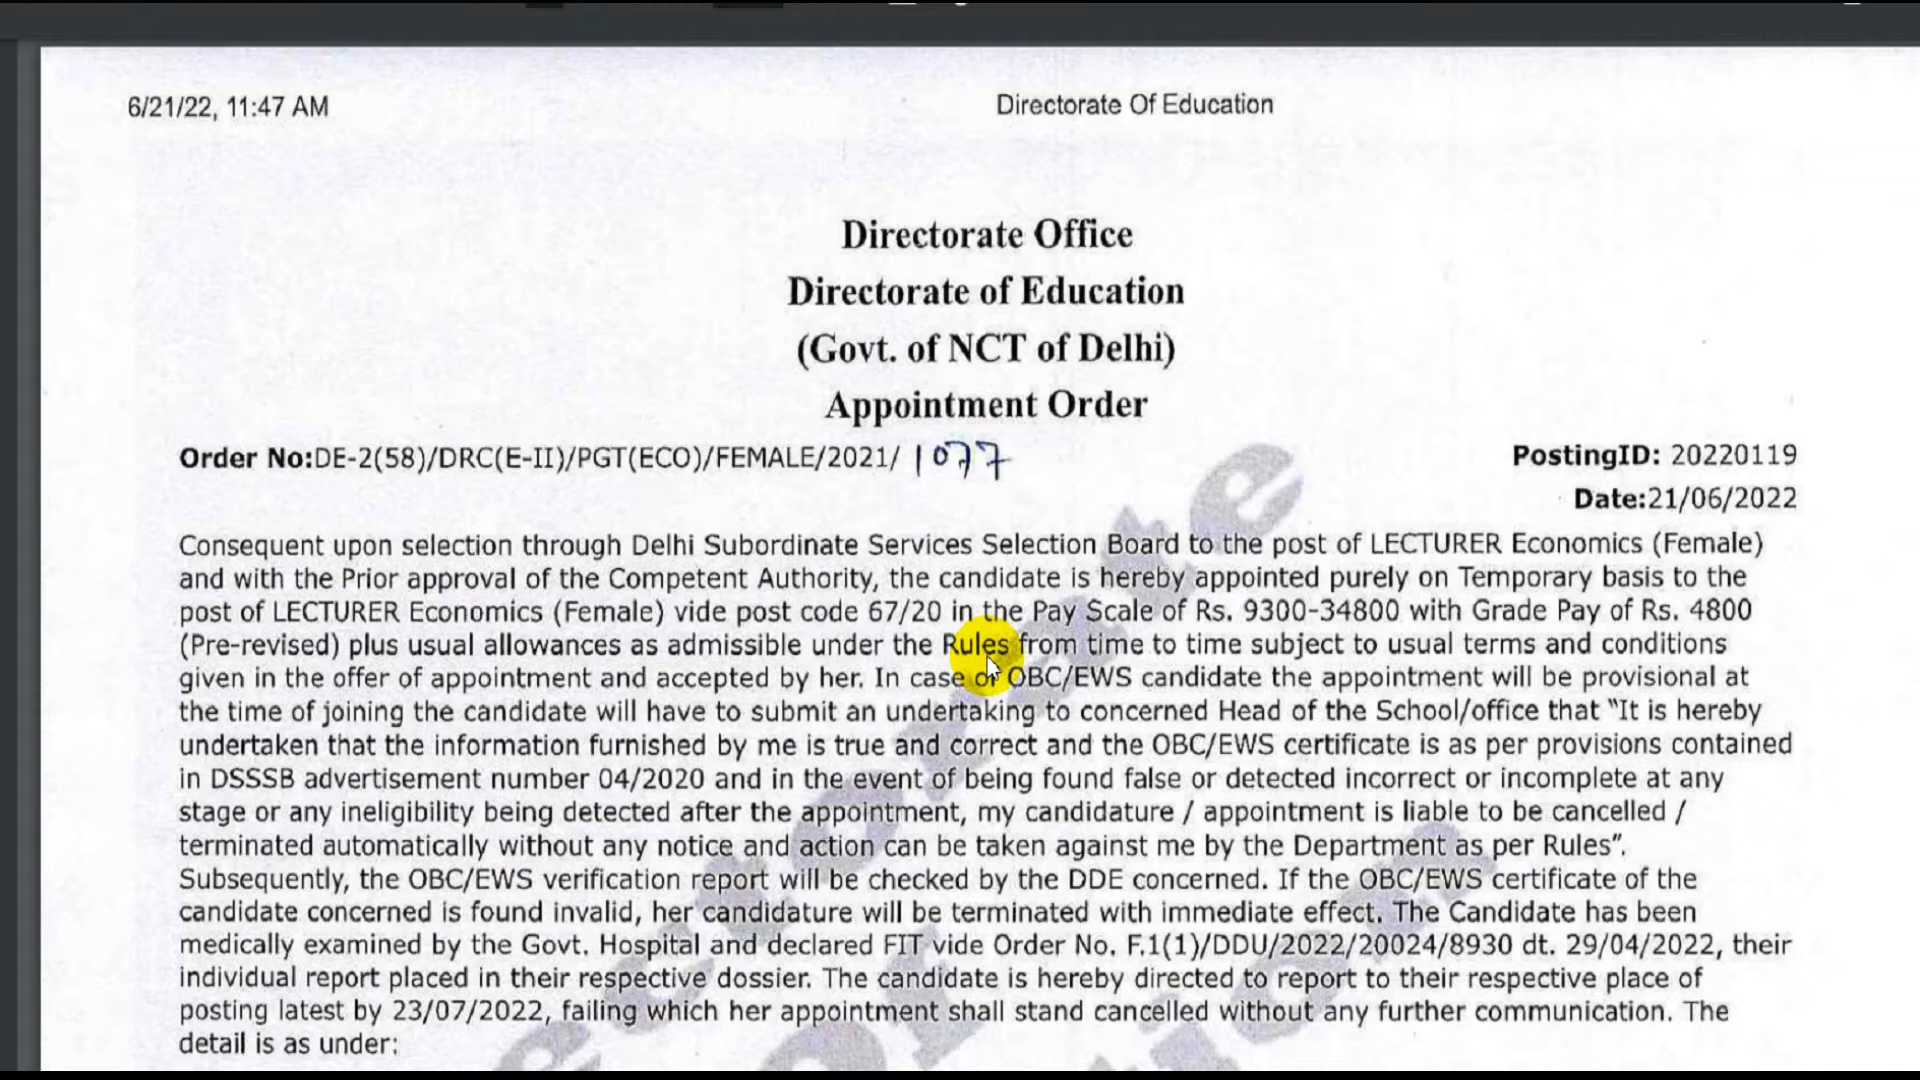 6/21/22, 11:47 AM
Directorate Of Education
Directorate Office
Directorate of Education
(Govt. of NCT of Delhi)
Appointment Order
Order No:DE-2(58)/DRC(E-II)/PGT(ECO)/FEMALE/2021/ 1077
PostingID: 20220119
Date:21/06/2022
Consequent upon selection through Delhi Subordinate Services Selection Board to the post of LECTURER Economics (Female)
and with the Prior approval of the Competent Authority, the candidate is hereby appointed purely on Temporary basis to the
post of LECTURER Economics (Female) vide post code 67/20 in the Pay Scale of Rs. 9300-34800 with Grade Pay of Rs. 4800
(Pre-revised) plus usual allowances as admissible under the Rules from time to time subject to usual terms and conditions
given in the offer of appointment and accepted by her. In case of OBC/EWS candidate the appointment will be provisional at
the time of joining the candidate will have to submit an undertaking to concerned Head of the School/office that “It is hereby
undertaken that the information furnished by me is true and correct and the OBC/EWS certificate is as per provisions contained
in DSSSB advertisement number 04/2020 and in the event of being found false or detected incorrect or incomplete at any
stage or any ineligibility being detected after the appointment, my candidature / appointment is liable to be cancelled /
terminated automatically without any notice and action can be taken against me by the Department as per Rules”.
Subsequently, the OBC/EWS verification report will be checked by the DDE concerned. If the OBC/EWS certificate of the
candidate concerned is found invalid, her candidature will be terminated with immediate effect. The Candidate has been
medically examined by the Govt. Hospital and declared FIT vide Order No. F.1(1)/DDU/2022/20024/8930 dt. 29/04/2022, their
individual report placed in their respective dossier. The candidate is hereby directed to report to their respective place of
posting latest by 23/07/2022, failing which her appointment shall stand cancelled without any further communication. The
detail is as under: